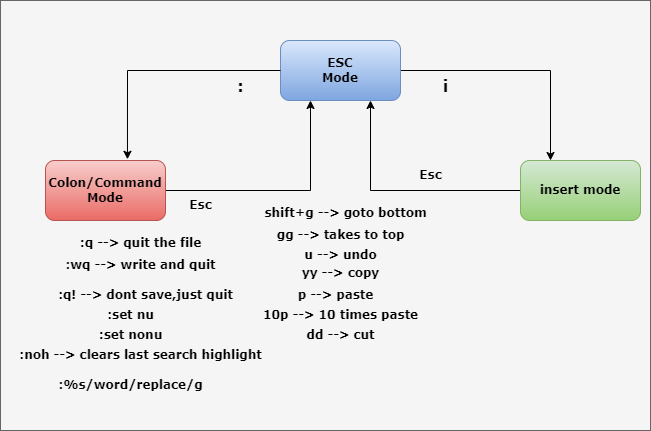 ESC
Mode
:
i
Colon/Command
Mode
Esc
Esc
insert mode
:q --> quit the file
:wq --> write and quit
:q! --> dont save,just quit
:set nu
:set nonu
:noh --> clears last search highlight
:%s/word/replace/g
shift+g --> goto bottom
gg --> takes to top
u --> undo
yy --> copy
p --> paste
10p --> 10 times paste
dd --> cut